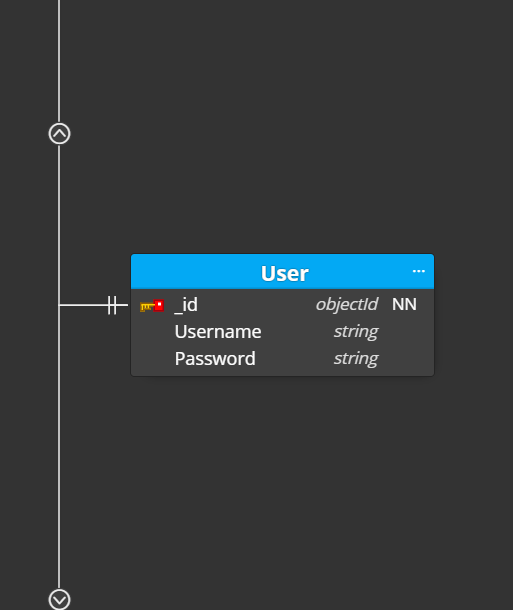 User ...
_id objectId NN
Username string
Password string